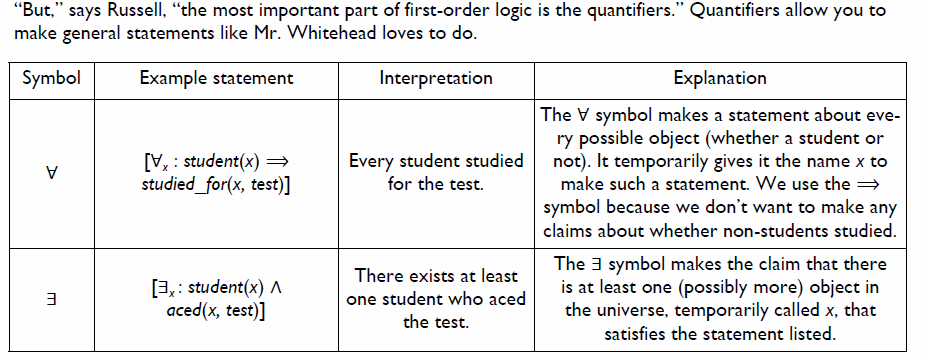 “But,” says Russell, “the most important part of first-order logic is the quantifiers.” Quantifiers allow you to
make general statements like Mr. Whitehead loves to do.
Symbol Example statement Interpretation Explanation
∀
[∀ₓ : student(x) ⟹
studied_for(x, test)]
Every student studied
for the test.
The ∀ symbol makes a statement about eve-
ry possible object (whether a student or
not). It temporarily gives it the name x to
make such a statement. We use the ⟹
symbol because we don’t want to make any
claims about whether non-students studied.
∃
[∃ₓ : student(x) ∧
aced(x, test)]
There exists at least
one student who aced
the test.
The ∃ symbol makes the claim that there
is at least one (possibly more) object in
the universe, temporarily called x, that
satisfies the statement listed.